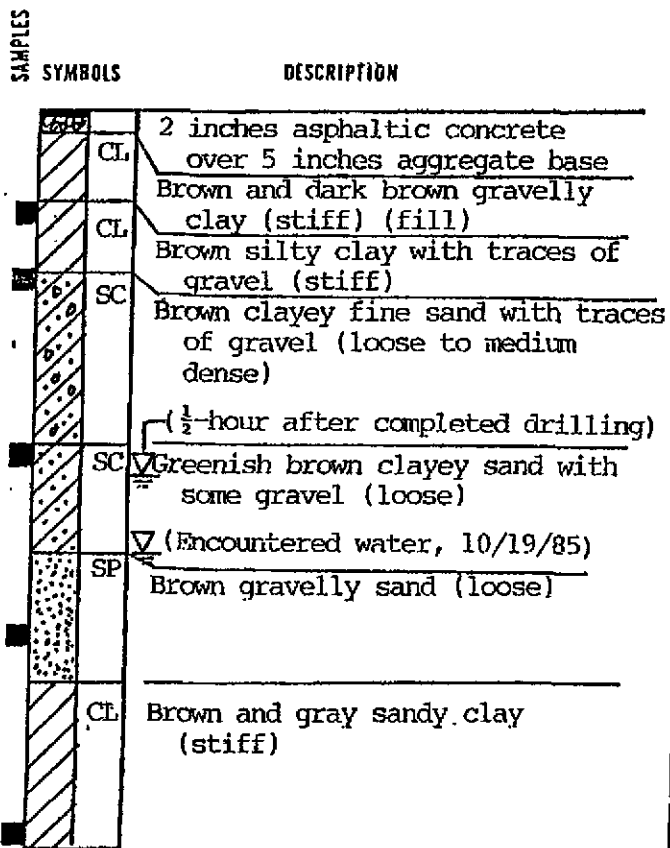 SAMPLES
SYMBOLS DESCRIPTION
2 inches asphaltic concrete
CL over 5 inches aggregate base
Brown and dark brown gravelly
clay (stiff) (fill)
CL
Brown silty clay with traces of
gravel (stiff)
SC
Brown clayey fine sand with traces
of gravel (loose to medium
dense)
(½-hour after completed drilling)
SC Greenish brown clayey sand with
some gravel (loose)
(Encountered water, 10/19/85)
SP
Brown gravelly sand (loose)
CL Brown and gray sandy clay
(stiff)